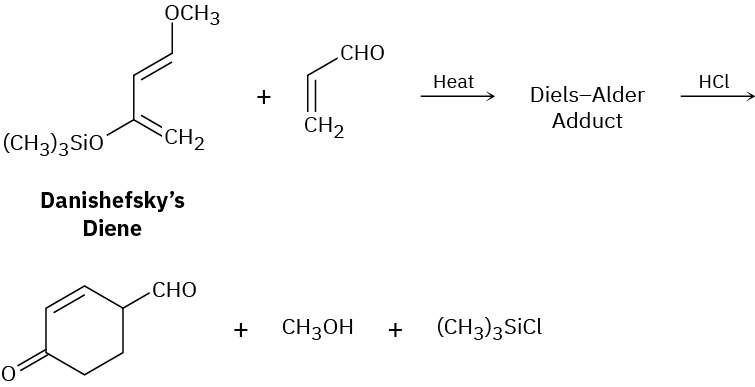 OCH3
CHO
+
Heat
Diels–Alder
Adduct
HCl
(CH3)3SiO
CH2
CH2
Danishefsky’s
Diene
CHO
+
CH3OH
+
(CH3)3SiCl
O